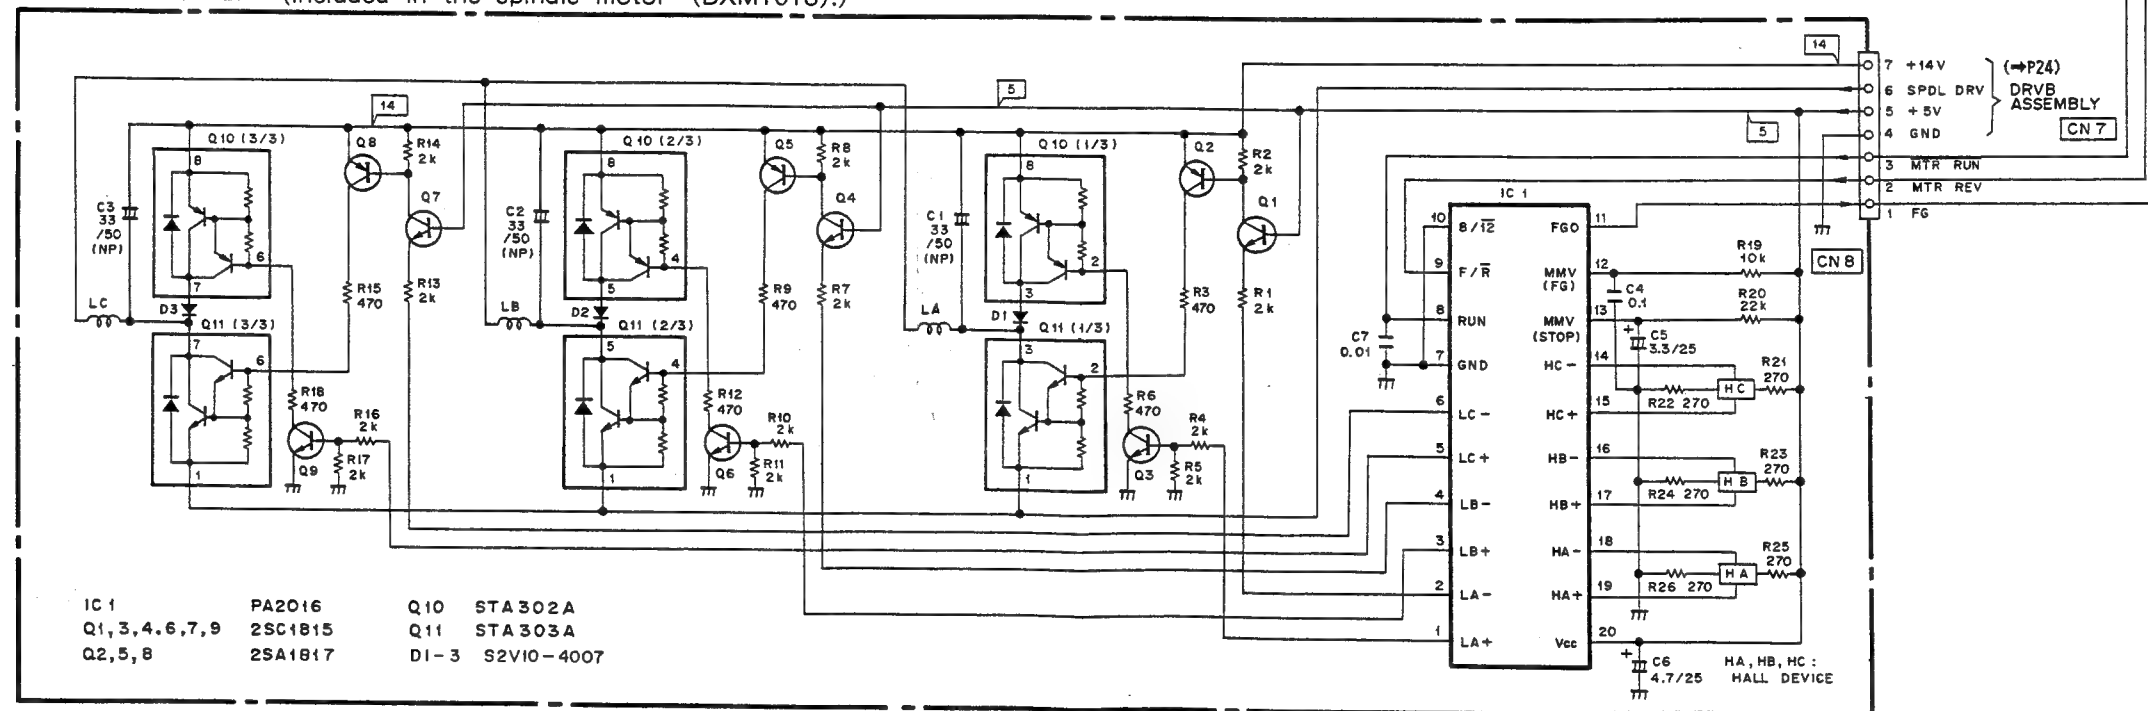 (included in the spindle motor (DXM1018).)
14
7 +14V
(⇒P24)
6 SPDL DRV
DRVB
ASSEMBLY
5 +5V
4 GND
CN 7
3 MTR RUN
2 MTR REV
1 FG
CN 8
14
5
5
Q10 (3/3)
8
6
7
Q8
R14
2k
Q7
C3
33
/50
(NP)
LC
D3
R15
470
R13
2k
Q11 (3/3)
7
6
1
R18
470
R16
2k
Q9
R17
2k
Q10 (2/3)
8
4
5
Q5
R8
2k
Q4
C2
33
/50
(NP)
LB
D2
R9
470
R7
2k
Q11 (2/3)
5
4
1
R12
470
R10
2k
Q6
R11
2k
Q10 (1/3)
8
2
3
Q2
R2
2k
Q1
C1
33
/50
(NP)
LA
D1
R3
470
R1
2k
Q11 (1/3)
3
2
1
R6
470
R4
2k
Q3
R5
2k
IC 1
10 8/12
9 F/R
8 RUN
7 GND
6 LC-
5 LC+
4 LB-
3 LB+
2 LA-
1 LA+
FGO 11
MMV 12
(FG)
MMV 13
(STOP)
HC- 14
HC+ 15
HB- 16
HB+ 17
HA- 18
HA+ 19
Vcc 20
C7
0.01
C4
0.1
R19
10k
R20
22k
+
C5
3.3/25
R21
270
HC
R22 270
R23
270
HB
R24 270
R25
270
HA
R26 270
+
C6
4.7/25
HA, HB, HC :
HALL DEVICE
IC 1 PA2016 Q10 STA302A
Q1,3,4.6,7,9 2SC1815 Q11 STA303A
Q2,5,8 2SA1817 D1-3 S2V10-4007